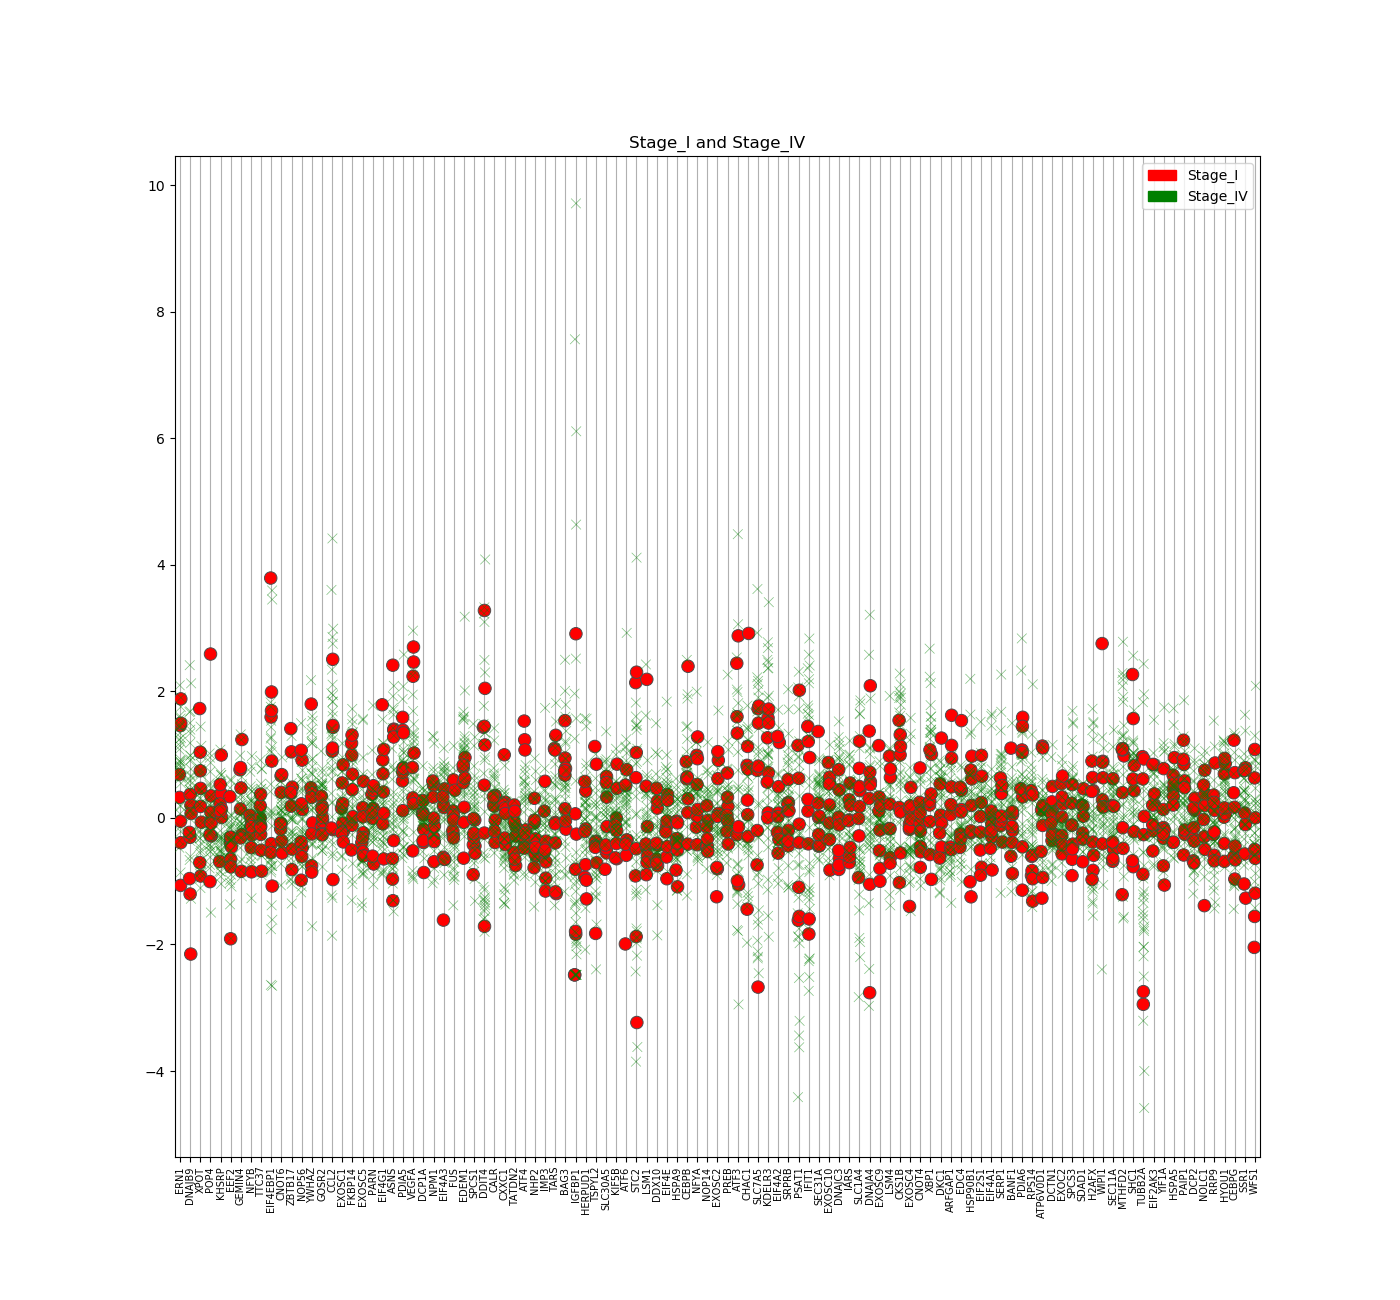 Stage_I and Stage_IV
Stage_I
Stage_IV
10
8
6
4
2
0
−2
−4
ERN1
DNAJB9
XPOT
POP4
KHSRP
EEF2
GEMIN4
NFYB
TTC37
EIF4EBP1
CNOT6
ZBTB17
NOP56
YWHAZ
GOSR2
CCL2
EXOSC1
FKBP14
EXOSC5
PARN
EIF4G1
ASNS
PDIA5
VEGFA
DCP1A
NPM1
EIF4A3
FUS
EDEM1
SPCS1
DDIT4
CALR
CXXC1
TATDN2
ATF4
NHP2
IMP3
TARS
BAG3
IGFBP1
HERPUD1
TSPYL2
SLC30A5
KIF5B
ATF6
STC2
LSM1
DDX10
EIF4E
HSPA9
CEBPB
NFYA
NOP14
EXOSC2
PREB
ATF3
CHAC1
SLC7A5
KDELR3
EIF4A2
SRPRB
PSAT1
IFIT1
SEC31A
EXOSC10
DNAJC3
IARS
SLC1A4
DNAJA4
EXOSC9
LSM4
CKS1B
EXOSC4
CNOT4
XBP1
DKC1
ARFGAP1
EDC4
HSP90B1
EIF2S1
EIF4A1
SERP1
BANF1
PDIA6
RPS14
ATP6V0D1
DCTN1
EXOC2
SPCS3
SDAD1
H2AFX
WIPI1
SEC11A
MTHFD2
SHC1
TUBB2A
EIF2AK3
YIF1A
HSPA5
PAIP1
DCP2
NOLC1
RRP9
HYOU1
CEBPG
SSR1
WFS1